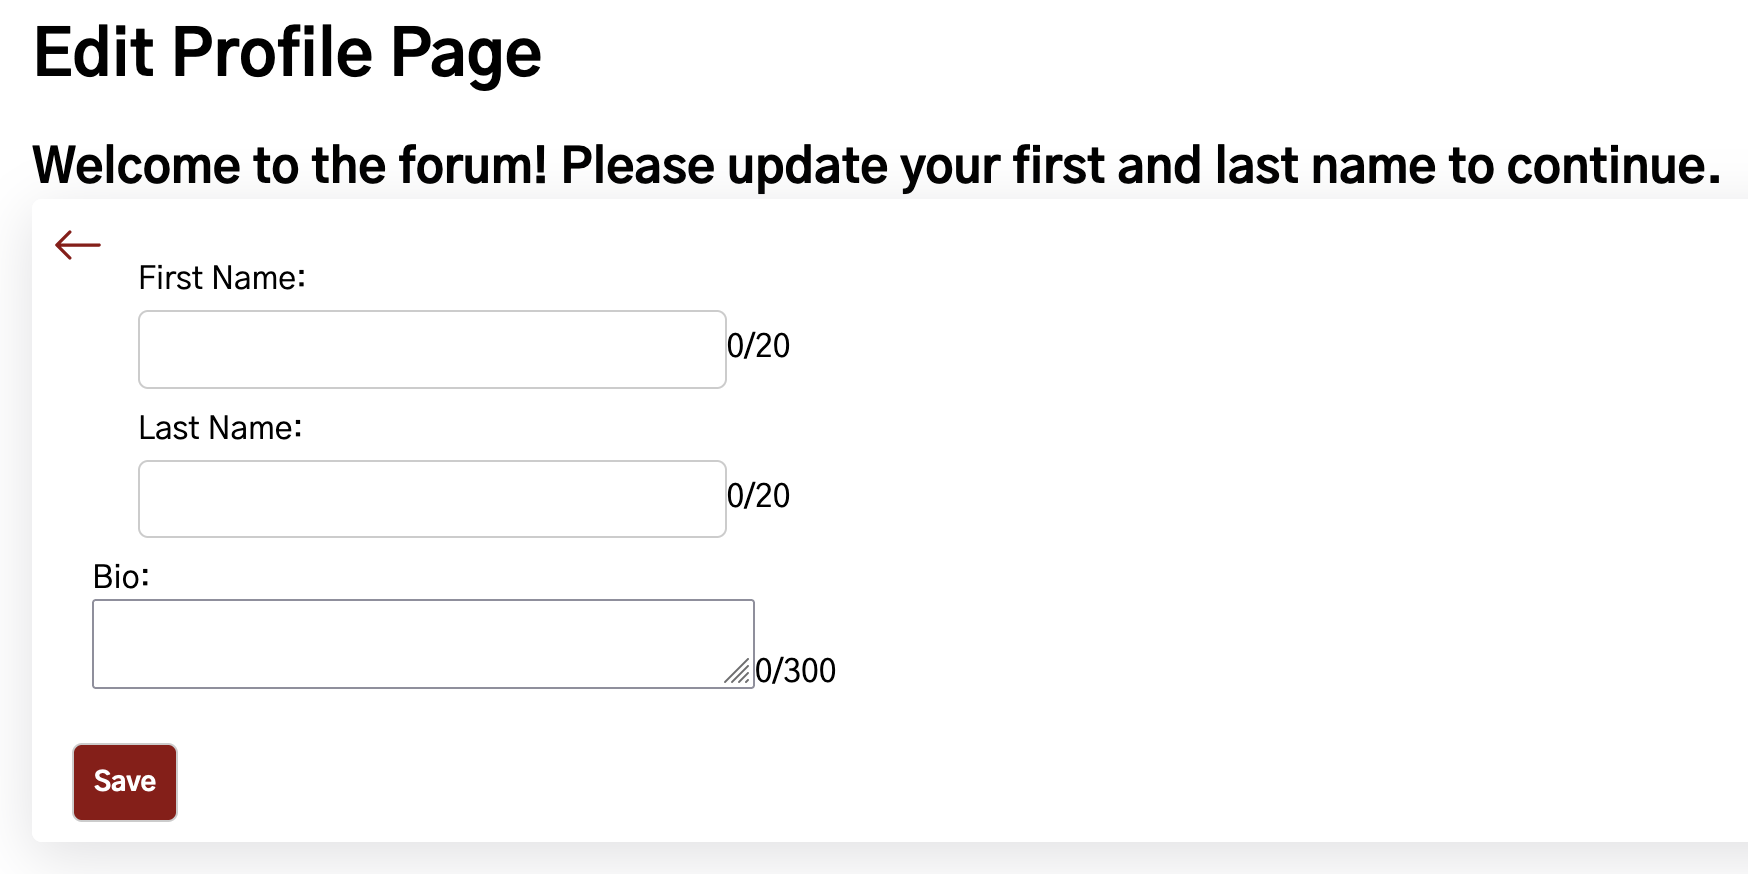 Edit Profile Page
Welcome to the forum! Please update your first and last name to continue.
First Name:
0/20
Last Name:
0/20
Bio:
0/300
Save